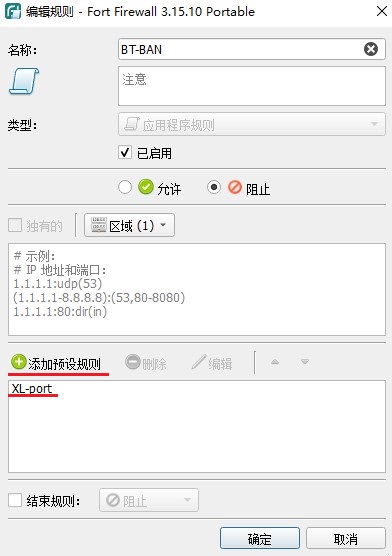 编辑规则 - Fort Firewall 3.15.10 Portable
名称: BT-BAN
注意
类型: 应用程序规则
已启用
允许 阻止
独有的 区域 (1)
# 示例:
# IP 地址和端口:
1.1.1.1:udp(53)
(1.1.1.1-8.8.8.8):(53,80-8080)
1.1.1.1:80:dir(in)
添加预设规则 删除 编辑
XL-port
结束规则: 阻止
确定 取消